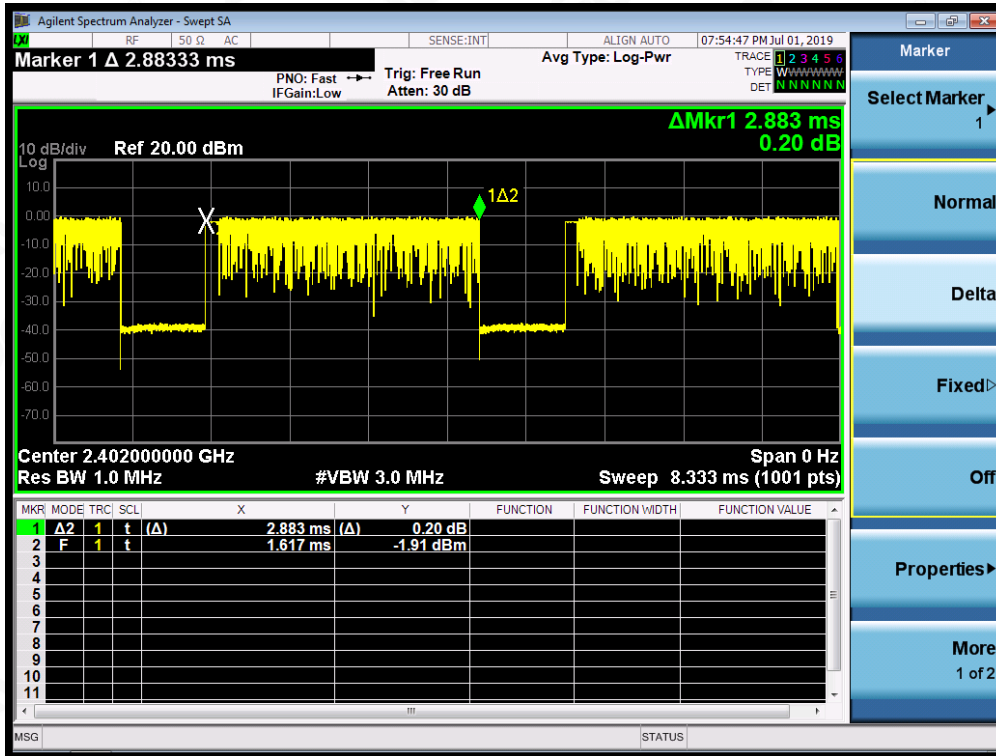 Agilent Spectrum Analyzer - Swept SA
LXI RF 50 Ω AC SENSE:INT ALIGN AUTO 07:54:47 PM Jul 01, 2019
Marker 1 Δ 2.88333 ms
PNO: Fast
IFGain:Low
Trig: Free Run
Atten: 30 dB
Avg Type: Log-Pwr
TRACE 1 2 3 4 5 6
TYPE WWWWWW
DET N N N N N N
ΔMkr1 2.883 ms
0.20 dB
10 dB/div Ref 20.00 dBm
Log
10.0
0.00
-10.0
-20.0
-30.0
-40.0
-50.0
-60.0
-70.0
1Δ2
Center 2.402000000 GHz Span 0 Hz
Res BW 1.0 MHz #VBW 3.0 MHz Sweep 8.333 ms (1001 pts)
MKR MODE TRC SCL X Y FUNCTION FUNCTION WIDTH FUNCTION VALUE
1 Δ2 1 t (Δ) 2.883 ms (Δ) 0.20 dB
2 F 1 t 1.617 ms -1.91 dBm
3
4
5
6
7
8
9
10
11
MSG STATUS
Marker
Select Marker
1
Normal
Delta
Fixed
Off
Properties
More
1 of 2